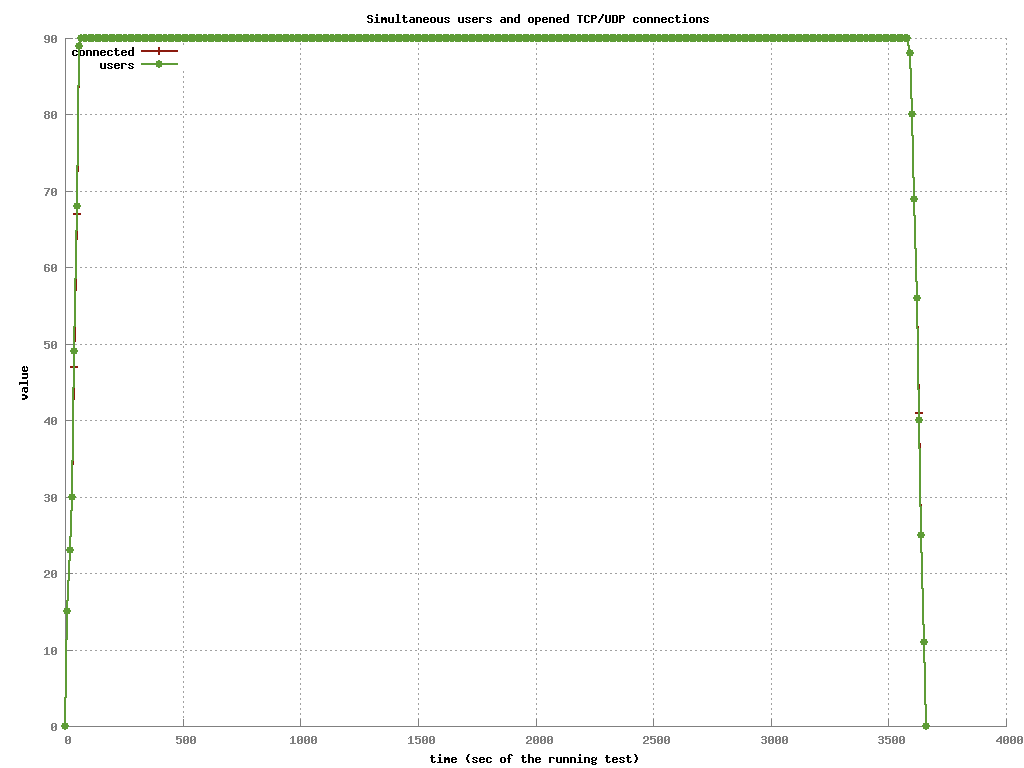 Simultaneous users and opened TCP/UDP connections
90
connected
users
80
70
60
50
value
40
30
20
10
0
0 500 1000 1500 2000 2500 3000 3500 4000
time (sec of the running test)